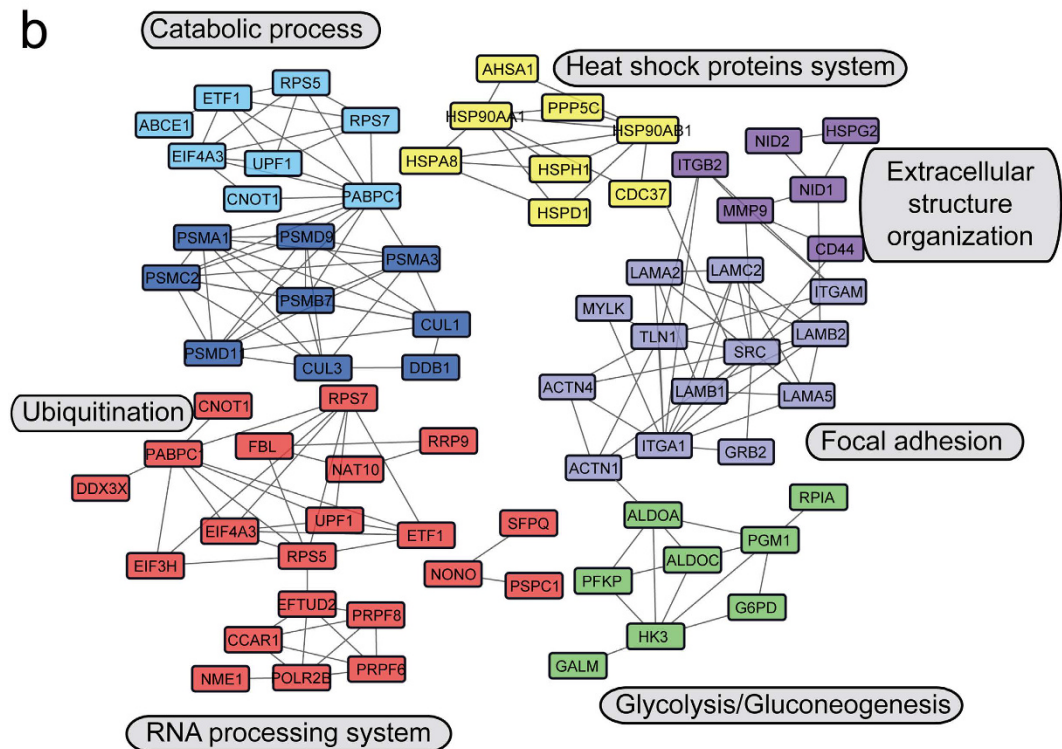 b
Catabolic process
Heat shock proteins system
AHSA1
RPS5
ETF1
PPP5C
HSP90AA1
ABCE1
RPS7
HSP90AB1
HSPG2
NID2
EIF4A3
UPF1
HSPA8
HSPH1
ITGB2
Extracellular
structure
organization
CNOT1
PABPC1
CDC37
NID1
HSPD1
MMP9
PSMA1
PSMD9
CD44
PSMA3
PSMC2
LAMA2
LAMC2
ITGAM
PSMB7
MYLK
CUL1
TLN1
LAMB2
PSMD11
SRC
CUL3
DDB1
ACTN4
LAMB1
LAMA5
Ubiquitination
CNOT1
RPS7
FBL
RRP9
Focal adhesion
PABPC1
ITGA1
GRB2
NAT10
ACTN1
DDX3X
RPIA
ALDOA
UPF1
SFPQ
EIF4A3
ETF1
PGM1
RPS5
ALDOC
EIF3H
NONO
PFKP
PSPC1
EFTUD2
G6PD
PRPF8
CCAR1
HK3
PRPF6
GALM
NME1
POLR2B
Glycolysis/Gluconeogenesis
RNA processing system